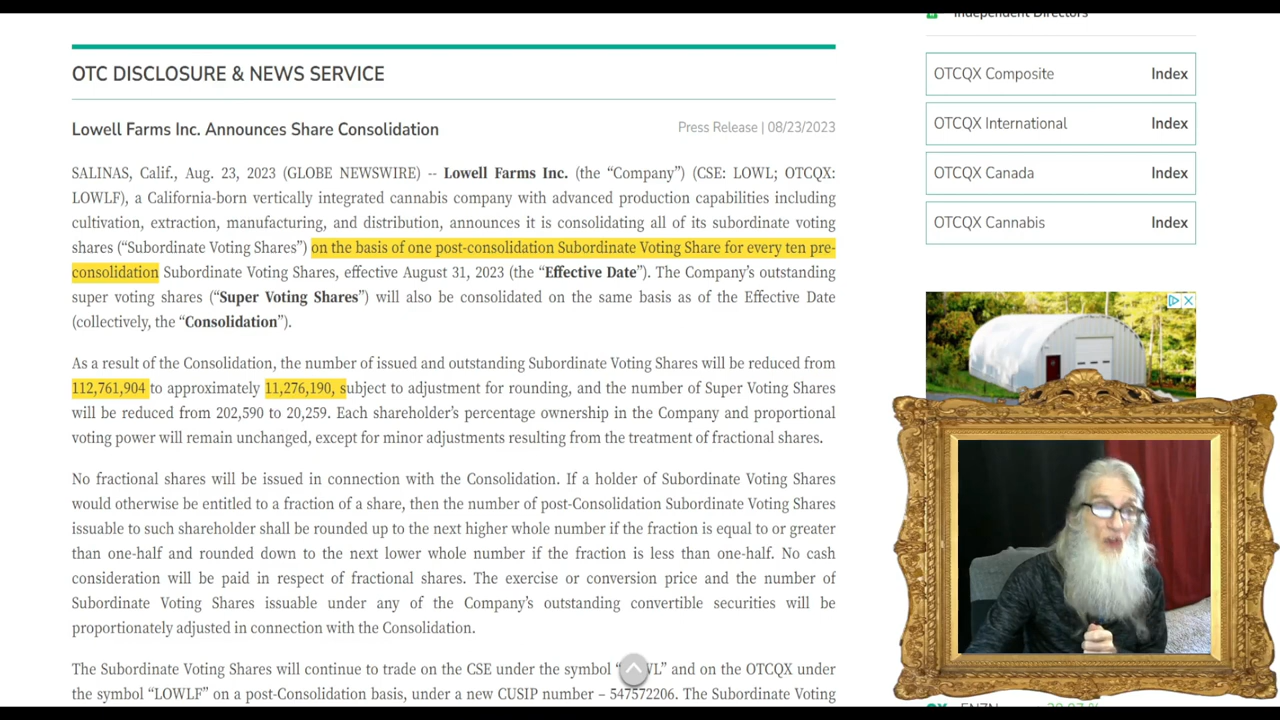 Independent Directors
OTC DISCLOSURE & NEWS SERVICE
Lowell Farms Inc. Announces Share Consolidation
Press Release | 08/23/2023
SALINAS, Calif., Aug. 23, 2023 (GLOBE NEWSWIRE) -- Lowell Farms Inc. (the “Company”) (CSE: LOWL; OTCQX:
LOWLF), a California-born vertically integrated cannabis company with advanced production capabilities including
cultivation, extraction, manufacturing, and distribution, announces it is consolidating all of its subordinate voting
shares (“Subordinate Voting Shares”) on the basis of one post-consolidation Subordinate Voting Share for every ten pre-
consolidation Subordinate Voting Shares, effective August 31, 2023 (the “Effective Date”). The Company’s outstanding
super voting shares (“Super Voting Shares”) will also be consolidated on the same basis as of the Effective Date
(collectively, the “Consolidation”).
As a result of the Consolidation, the number of issued and outstanding Subordinate Voting Shares will be reduced from
112,761,904 to approximately 11,276,190, subject to adjustment for rounding, and the number of Super Voting Shares
will be reduced from 202,590 to 20,259. Each shareholder’s percentage ownership in the Company and proportional
voting power will remain unchanged, except for minor adjustments resulting from the treatment of fractional shares.
No fractional shares will be issued in connection with the Consolidation. If a holder of Subordinate Voting Shares
would otherwise be entitled to a fraction of a share, then the number of post-Consolidation Subordinate Voting Shares
issuable to such shareholder shall be rounded up to the next higher whole number if the fraction is equal to or greater
than one-half and rounded down to the next lower whole number if the fraction is less than one-half. No cash
consideration will be paid in respect of fractional shares. The exercise or conversion price and the number of
Subordinate Voting Shares issuable under any of the Company’s outstanding convertible securities will be
proportionately adjusted in connection with the Consolidation.
The Subordinate Voting Shares will continue to trade on the CSE under the symbol “ WL” and on the OTCQX under
the symbol “LOWLF” on a post-Consolidation basis, under a new CUSIP number – 547572206. The Subordinate Voting
OTCQX Composite Index
OTCQX International Index
OTCQX Canada Index
OTCQX Cannabis Index